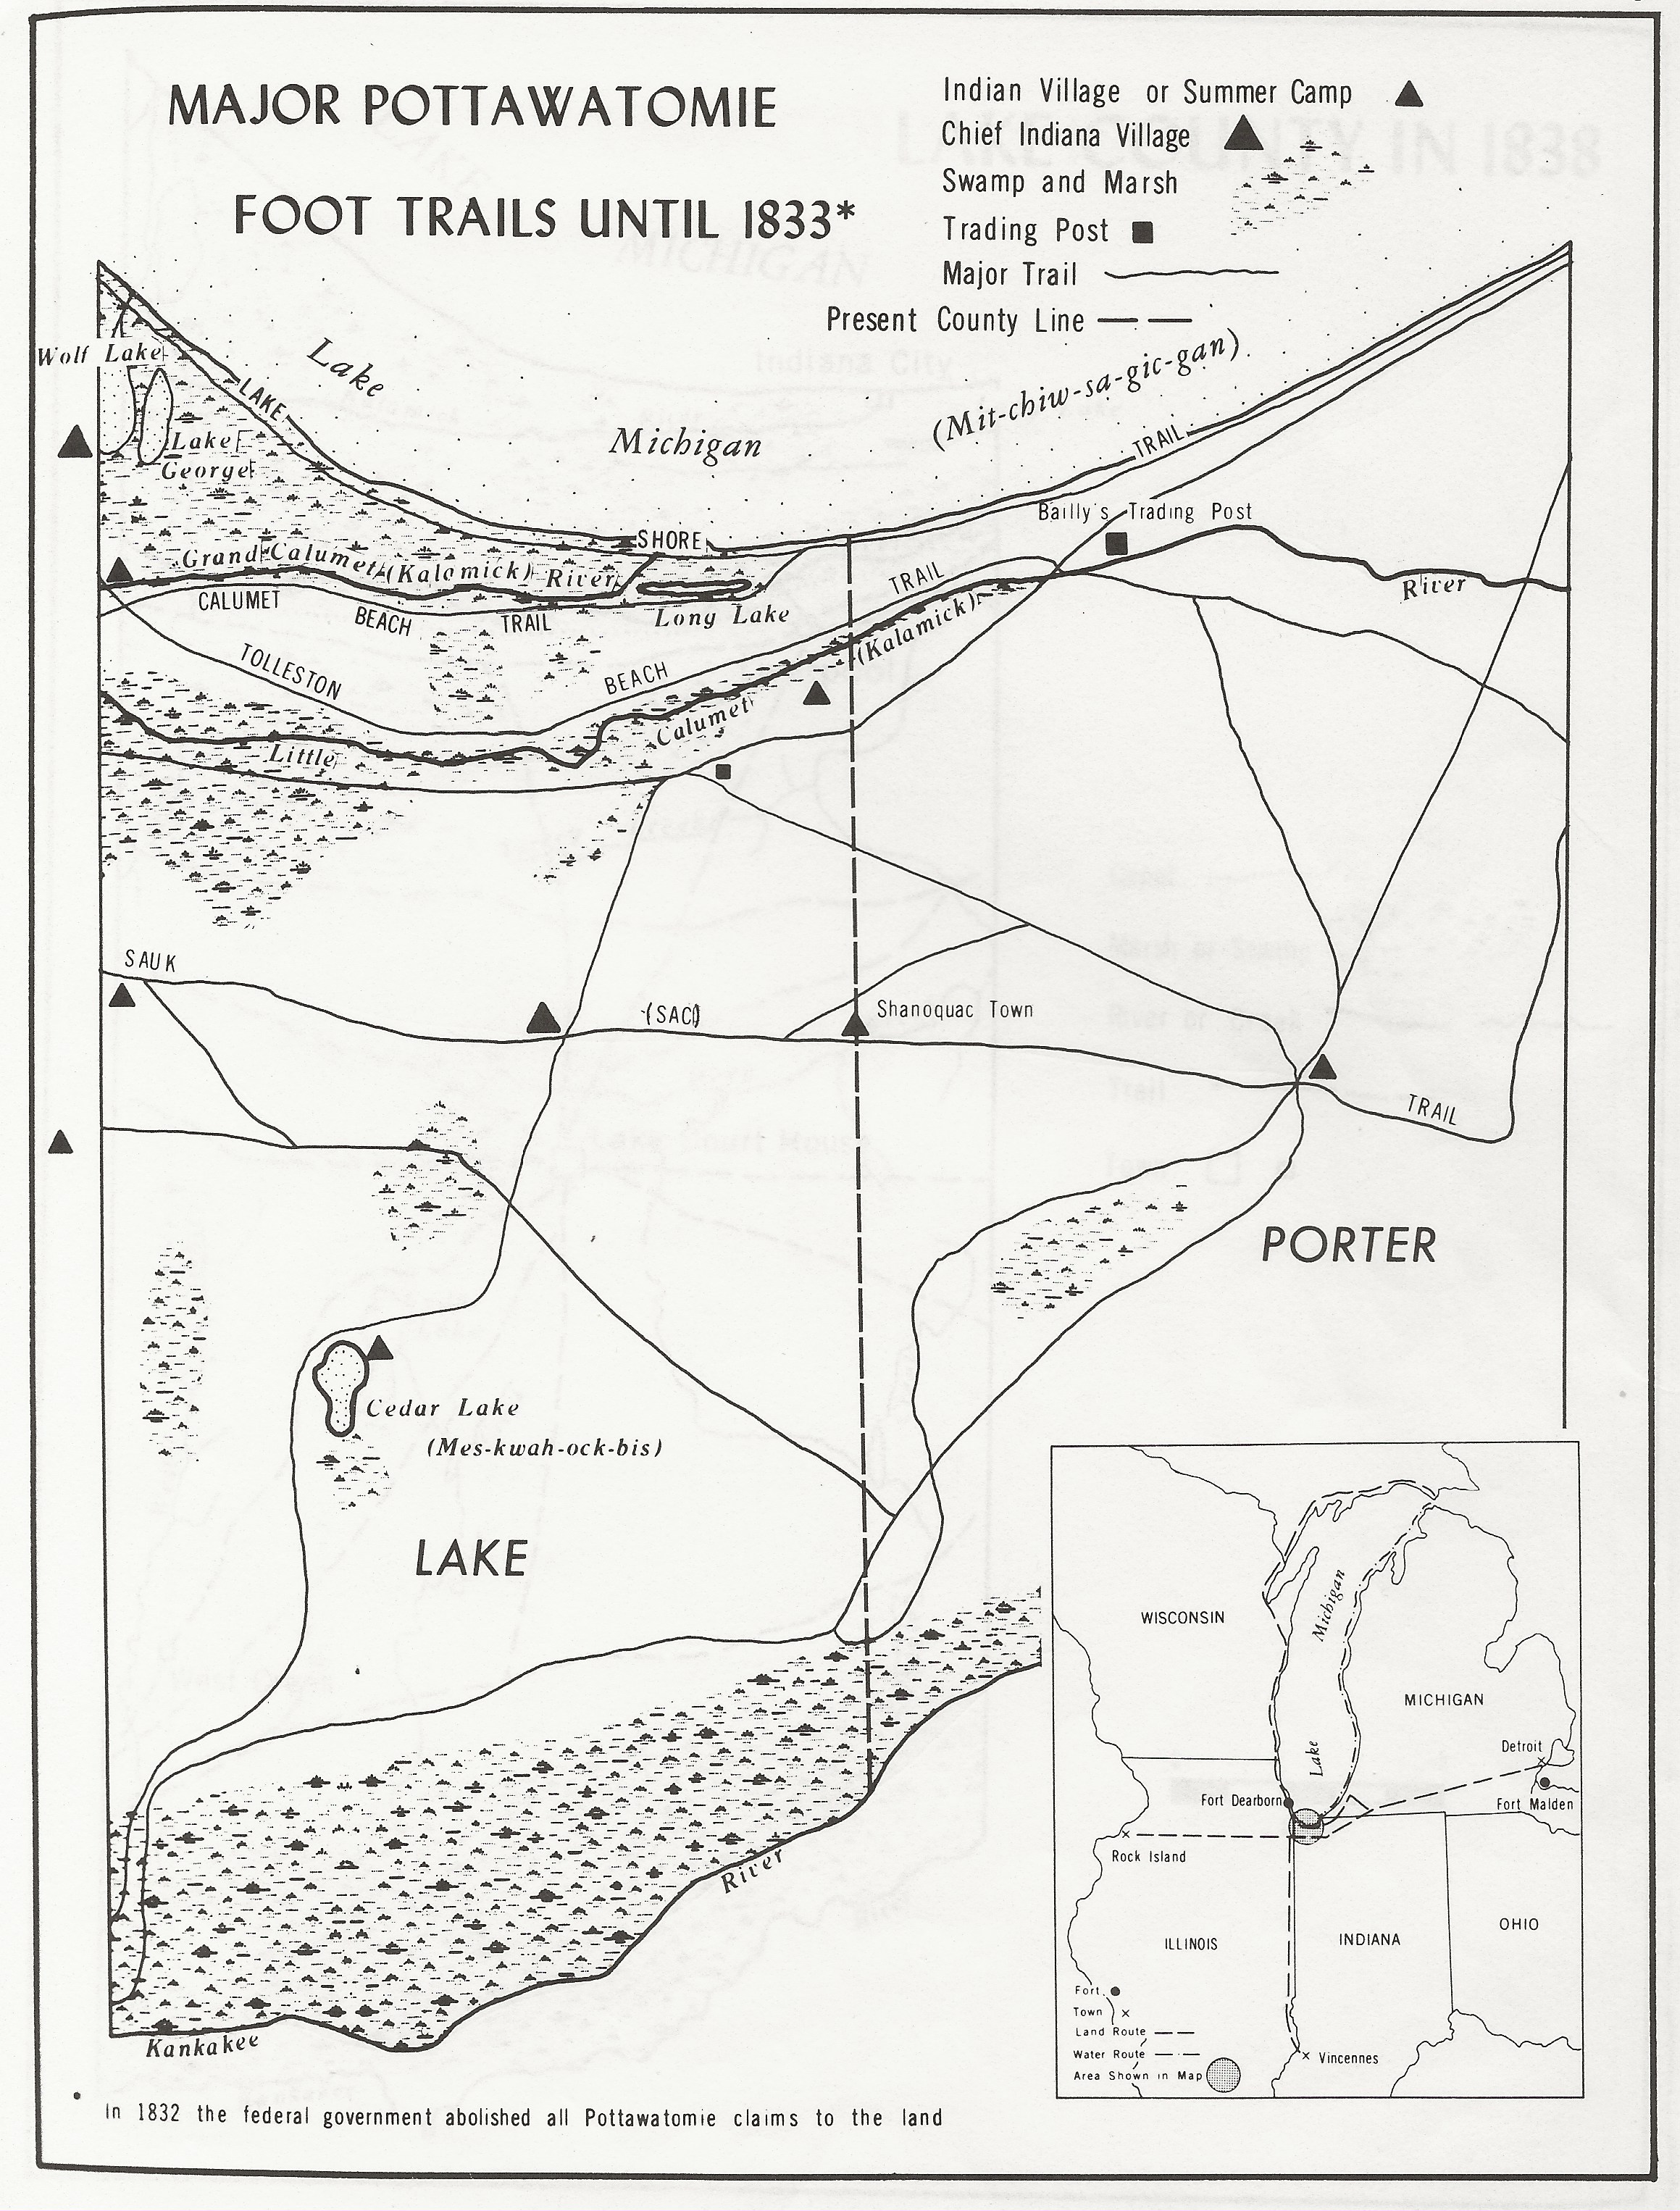 MAJOR POTTAWATOMIE
FOOT TRAILS UNTIL 1833*
Indian Village or Summer Camp
Chief Indiana Village
Swamp and Marsh
Trading Post
Major Trail
Present County Line
Wolf Lake
Lake
Michigan
(Mit-chiw-sa-gic-gan)
LAKE
SHORE
TRAIL
Lake
George
Bailly's Trading Post
Grand Calumet (Kalamick) River
River
CALUMET
BEACH
TRAIL
Long Lake
TOLLESTON
BEACH
TRAIL
Little
Calumet
(Kalamick)
SAUK
(SAC)
Shanoquac Town
TRAIL
PORTER
Cedar Lake
(Mes-kwah-ock-bis)
LAKE
Kankakee
River
WISCONSIN
Lake
Michigan
MICHIGAN
Detroit
Fort Malden
Fort Dearborn
Rock Island
ILLINOIS
INDIANA
OHIO
Vincennes
Fort
Town
Land Route
Water Route
Area Shown in Map
In 1832 the federal government abolished all Pottawatomie claims to the land